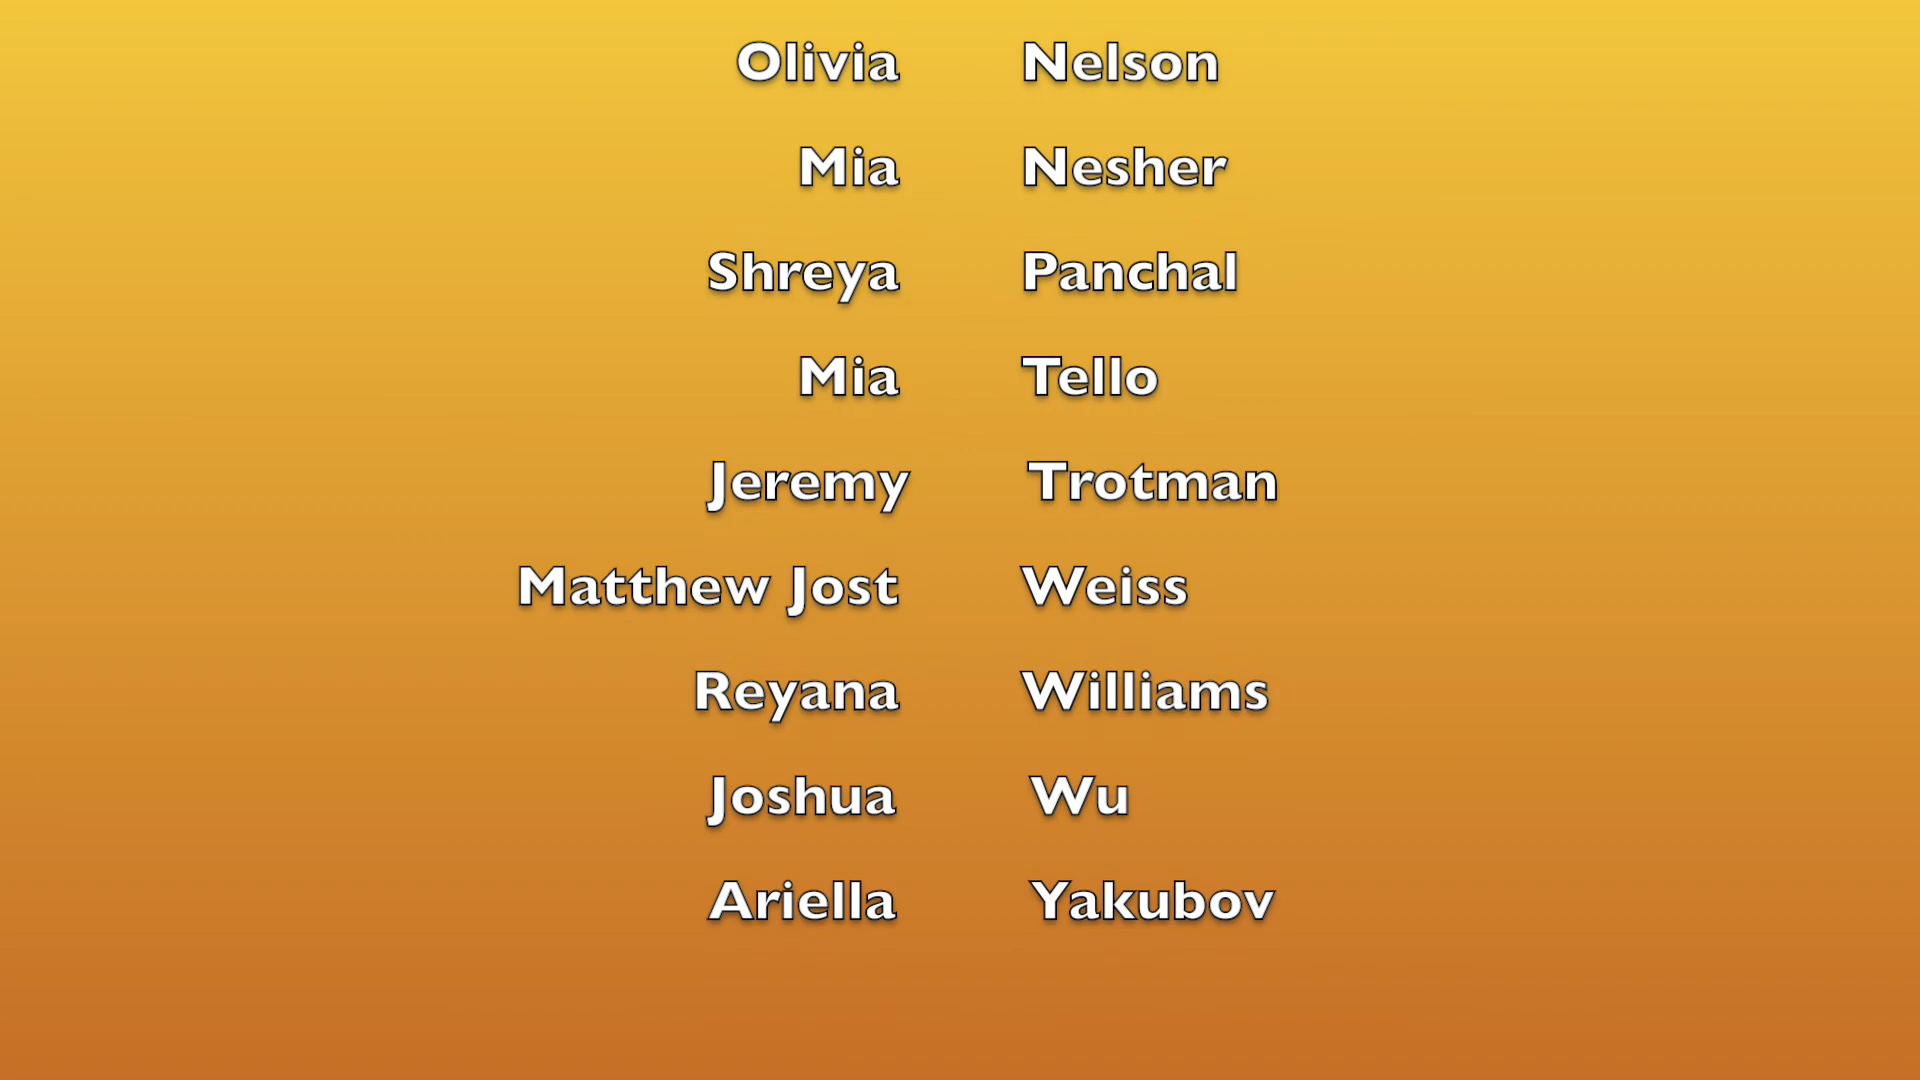 Olivia Nelson
Mia Nesher
Shreya Panchal
Mia Tello
Jeremy Trotman
Matthew Jost Weiss
Reyana Williams
Joshua Wu
Ariella Yakubov